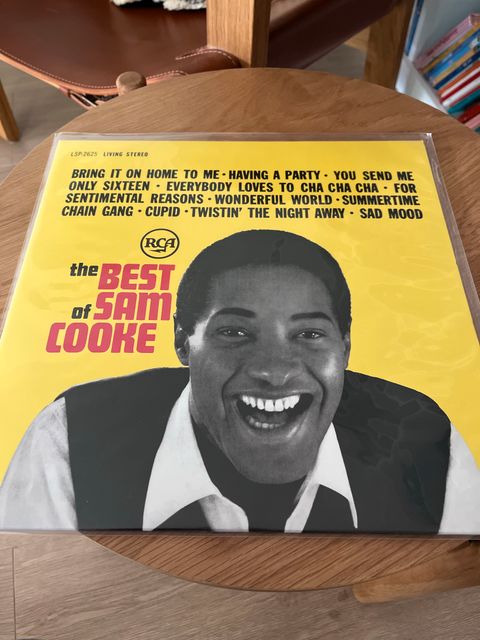 LSP-2625 LIVING STEREO
BRING IT ON HOME TO ME · HAVING A PARTY · YOU SEND ME
ONLY SIXTEEN · EVERYBODY LOVES TO CHA CHA CHA · FOR
SENTIMENTAL REASONS · WONDERFUL WORLD · SUMMERTIME
CHAIN GANG · CUPID · TWISTIN' THE NIGHT AWAY · SAD MOOD
RCA
the BEST
of SAM
COOKE